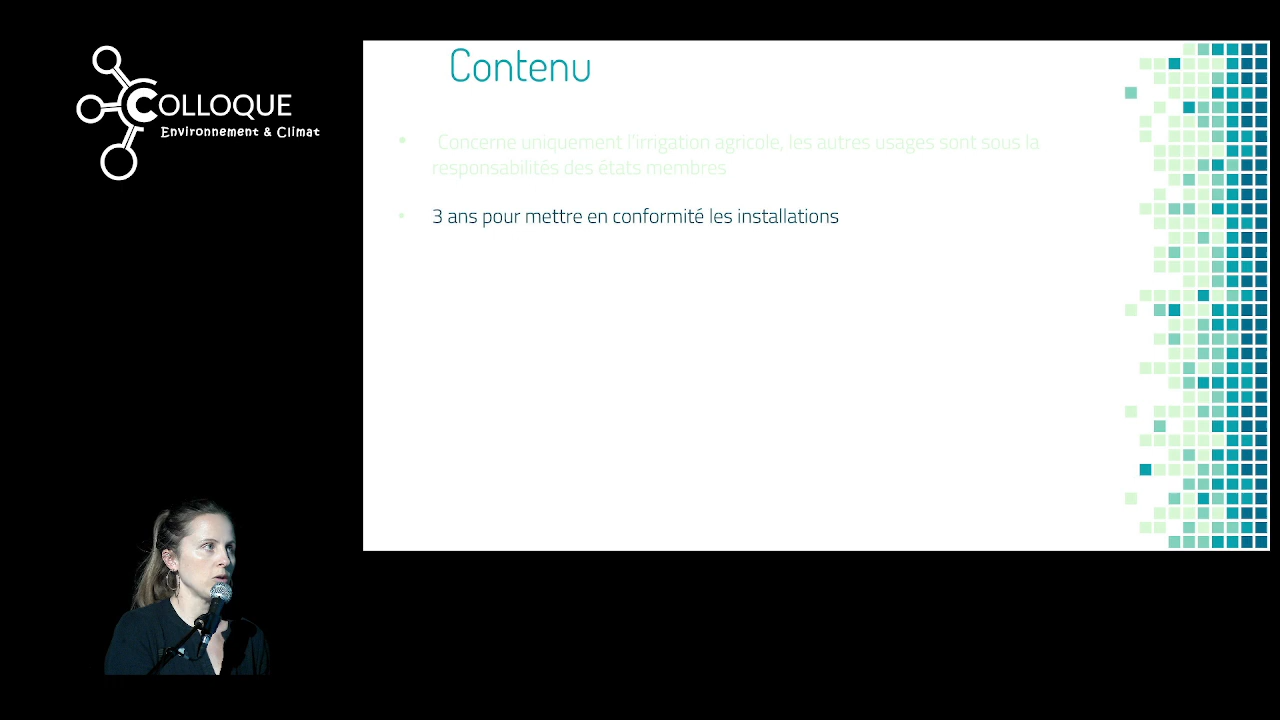 COLLOQUE
Environnement & Climat
Contenu
• Concerne uniquement l'irrigation agricole, les autres usages sont sous la
responsabilités des états membres
• 3 ans pour mettre en conformité les installations